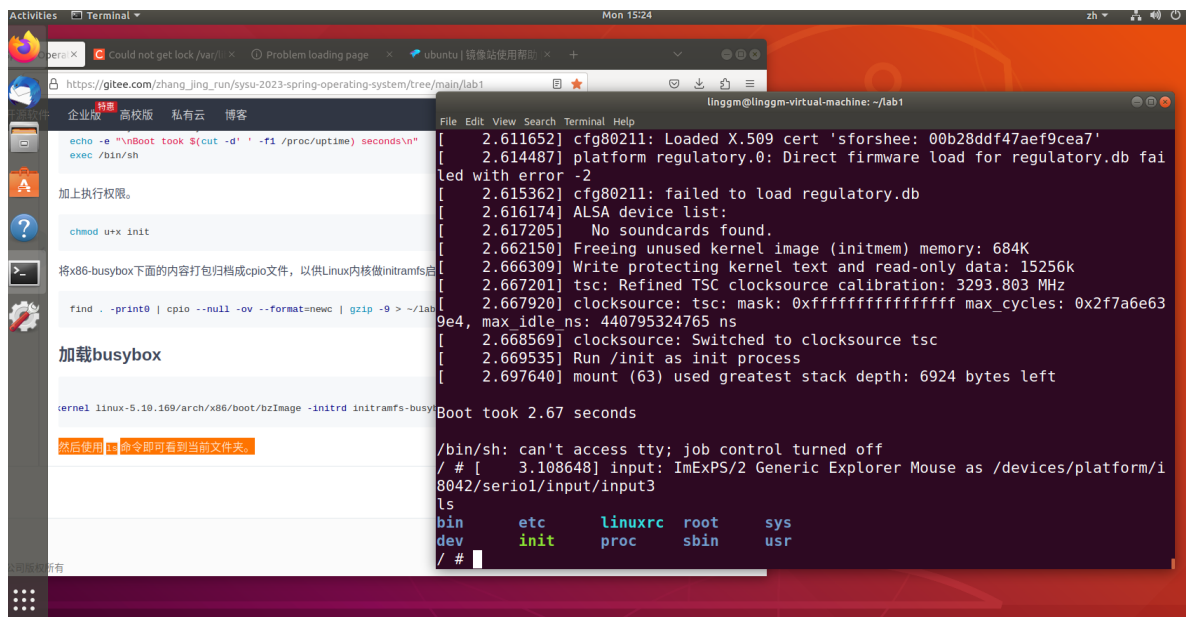 Activities Terminal Mon 15:24 zh
Could not get lock /var/li Problem loading page ubuntu | 镜像站使用帮助
https://gitee.com/zhang_jing_run/sysu-2023-spring-operating-system/tree/main/lab1
企业版 特惠 高校版 私有云 博客
echo -e "\nBoot took $(cut -d' ' -f1 /proc/uptime) seconds\n"
exec /bin/sh
加上执行权限。
chmod u+x init
将x86-busybox下面的内容打包归档成cpio文件，以供Linux内核做initramfs启
find . -print0 | cpio --null -ov --format=newc | gzip -9 > ~/lab
加载busybox
kernel linux-5.10.169/arch/x86/boot/bzImage -initrd initramfs-busyb
然后使用 ls 命令即可看到当前文件夹。
linggm@linggm-virtual-machine: ~/lab1
File Edit View Search Terminal Help
[    2.611652] cfg80211: Loaded X.509 cert 'sforshee: 00b28ddf47aef9cea7'
[    2.614487] platform regulatory.0: Direct firmware load for regulatory.db fai
led with error -2
[    2.615362] cfg80211: failed to load regulatory.db
[    2.616174] ALSA device list:
[    2.617205]   No soundcards found.
[    2.662150] Freeing unused kernel image (initmem) memory: 684K
[    2.666309] Write protecting kernel text and read-only data: 15256k
[    2.667201] tsc: Refined TSC clocksource calibration: 3293.803 MHz
[    2.667920] clocksource: tsc: mask: 0xffffffffffffffff max_cycles: 0x2f7a6e63
9e4, max_idle_ns: 440795324765 ns
[    2.668569] clocksource: Switched to clocksource tsc
[    2.669535] Run /init as init process
[    2.697640] mount (63) used greatest stack depth: 6924 bytes left
Boot took 2.67 seconds
/bin/sh: can't access tty; job control turned off
/ # [    3.108648] input: ImExPS/2 Generic Explorer Mouse as /devices/platform/i
8042/serio1/input/input3
ls
bin      etc      linuxrc  root     sys
dev      init     proc     sbin     usr
/ #